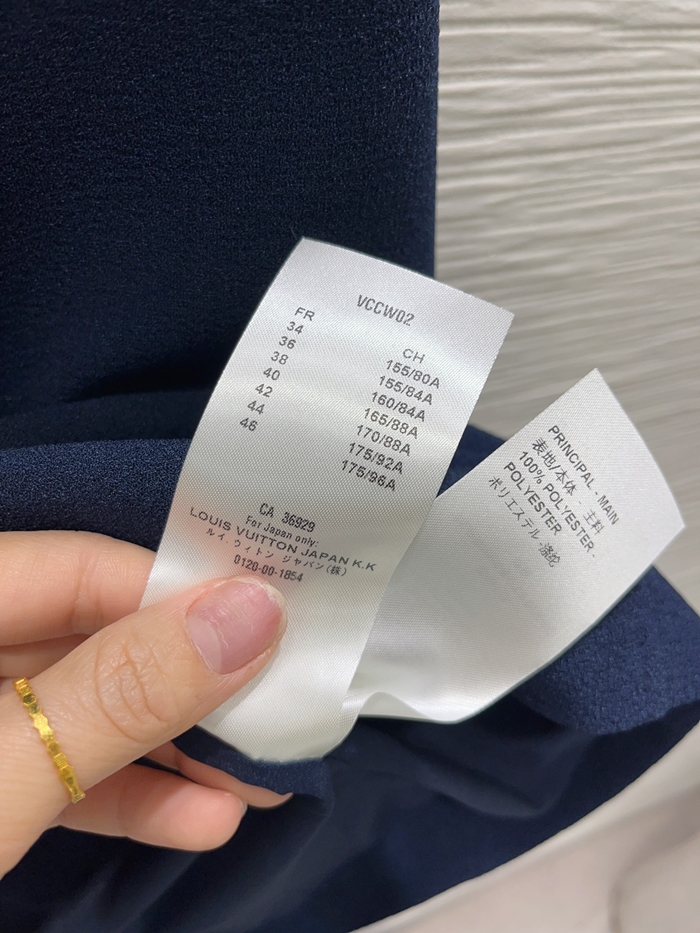 VCCW02
FR
34
36
38
40
42
44
46
CH
155/80A
155/84A
160/84A
165/88A
170/88A
175/92A
175/96A
CA 36929
For Japan only:
LOUIS VUITTON JAPAN K.K
ルイ.ヴィトン ジャパン(株)
0120-00-1854
PRINCIPAL - MAIN
表地/本体 - 主料
100% POLYESTER -
POLYESTER
ポリエステル 涤纶